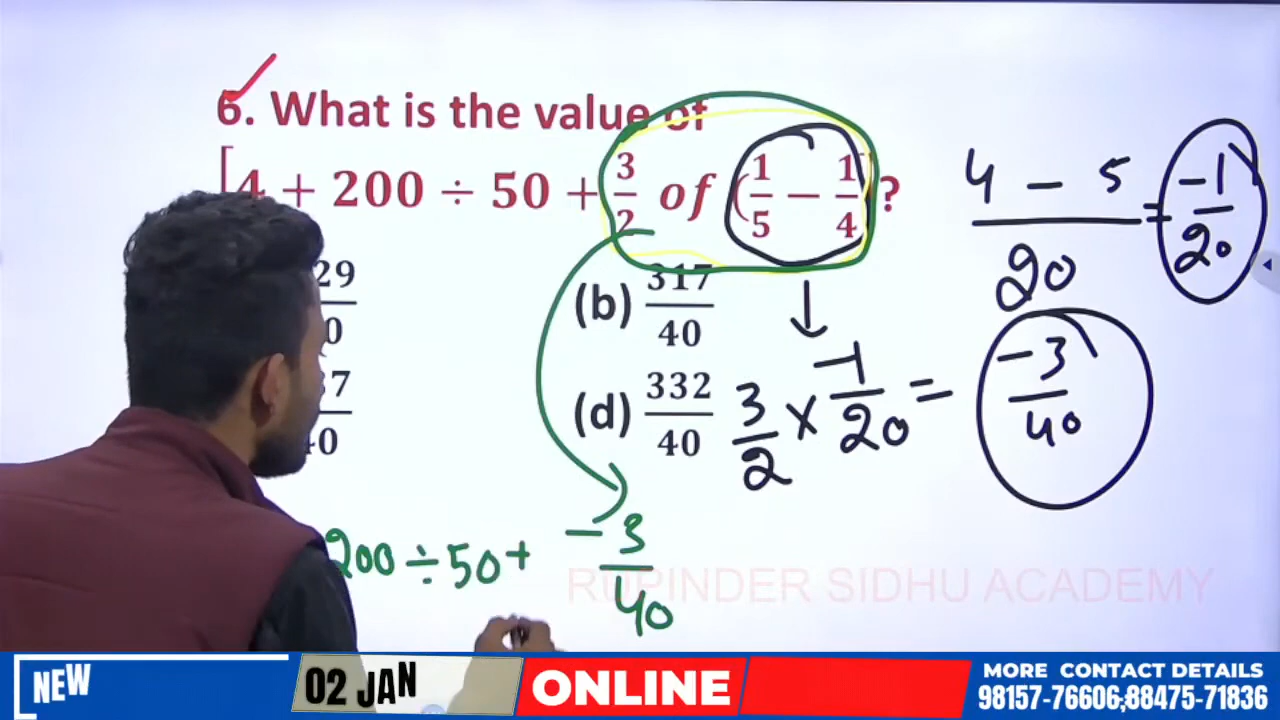 6. What is the value of
[4 + 200 ÷ 50 + 3/2 of (1/5 − 1/4)] ?
4 − 5 / 20 = −1/20
29
(b) 317/40
7
(d) 332/40
3/2 × −1/20 = −3/40
200 ÷ 50 + −3/40
RUPINDER SIDHU ACADEMY
NEW
02 JAN
ONLINE
MORE CONTACT DETAILS
98157-76606,88475-71836